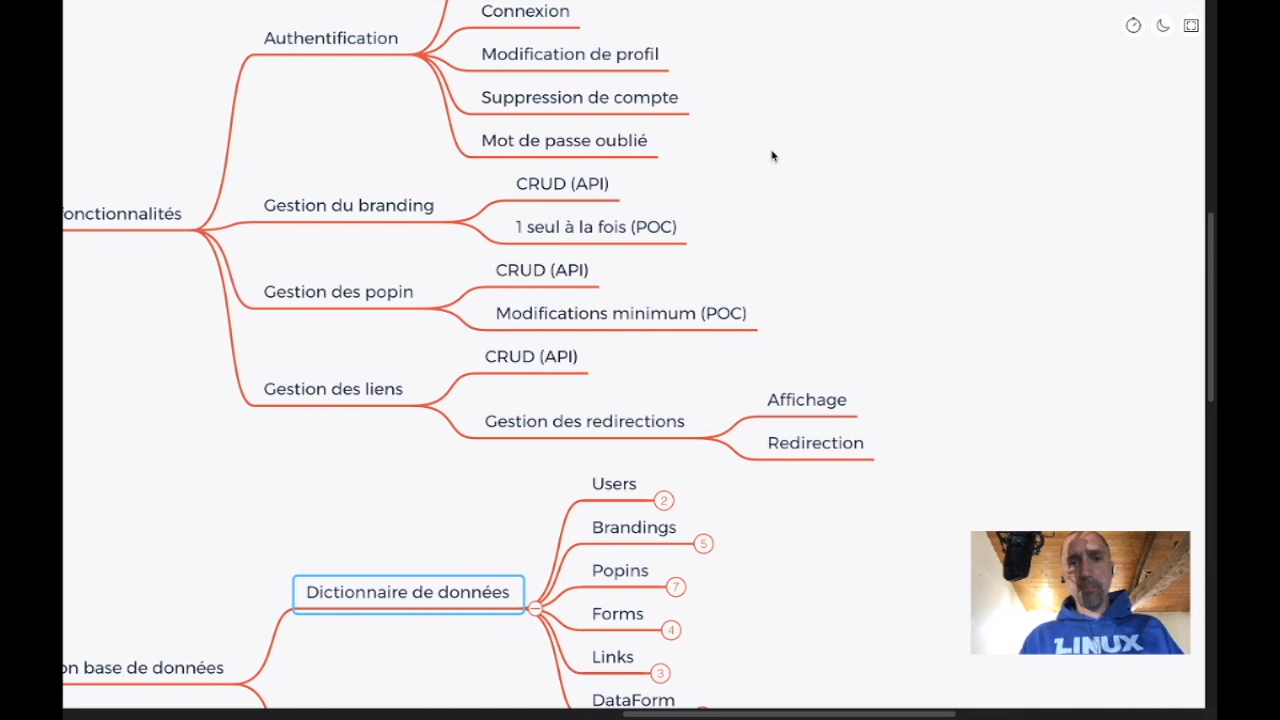 Connexion
Authentification
Modification de profil
Suppression de compte
Mot de passe oublié
CRUD (API)
Gestion du branding
fonctionnalités
1 seul à la fois (POC)
CRUD (API)
Gestion des popin
Modifications minimum (POC)
CRUD (API)
Gestion des liens
Affichage
Gestion des redirections
Redirection
Users
2
Brandings
5
Popins
7
Dictionnaire de données
Forms
4
Links
3
on base de données
DataForm
LINUX